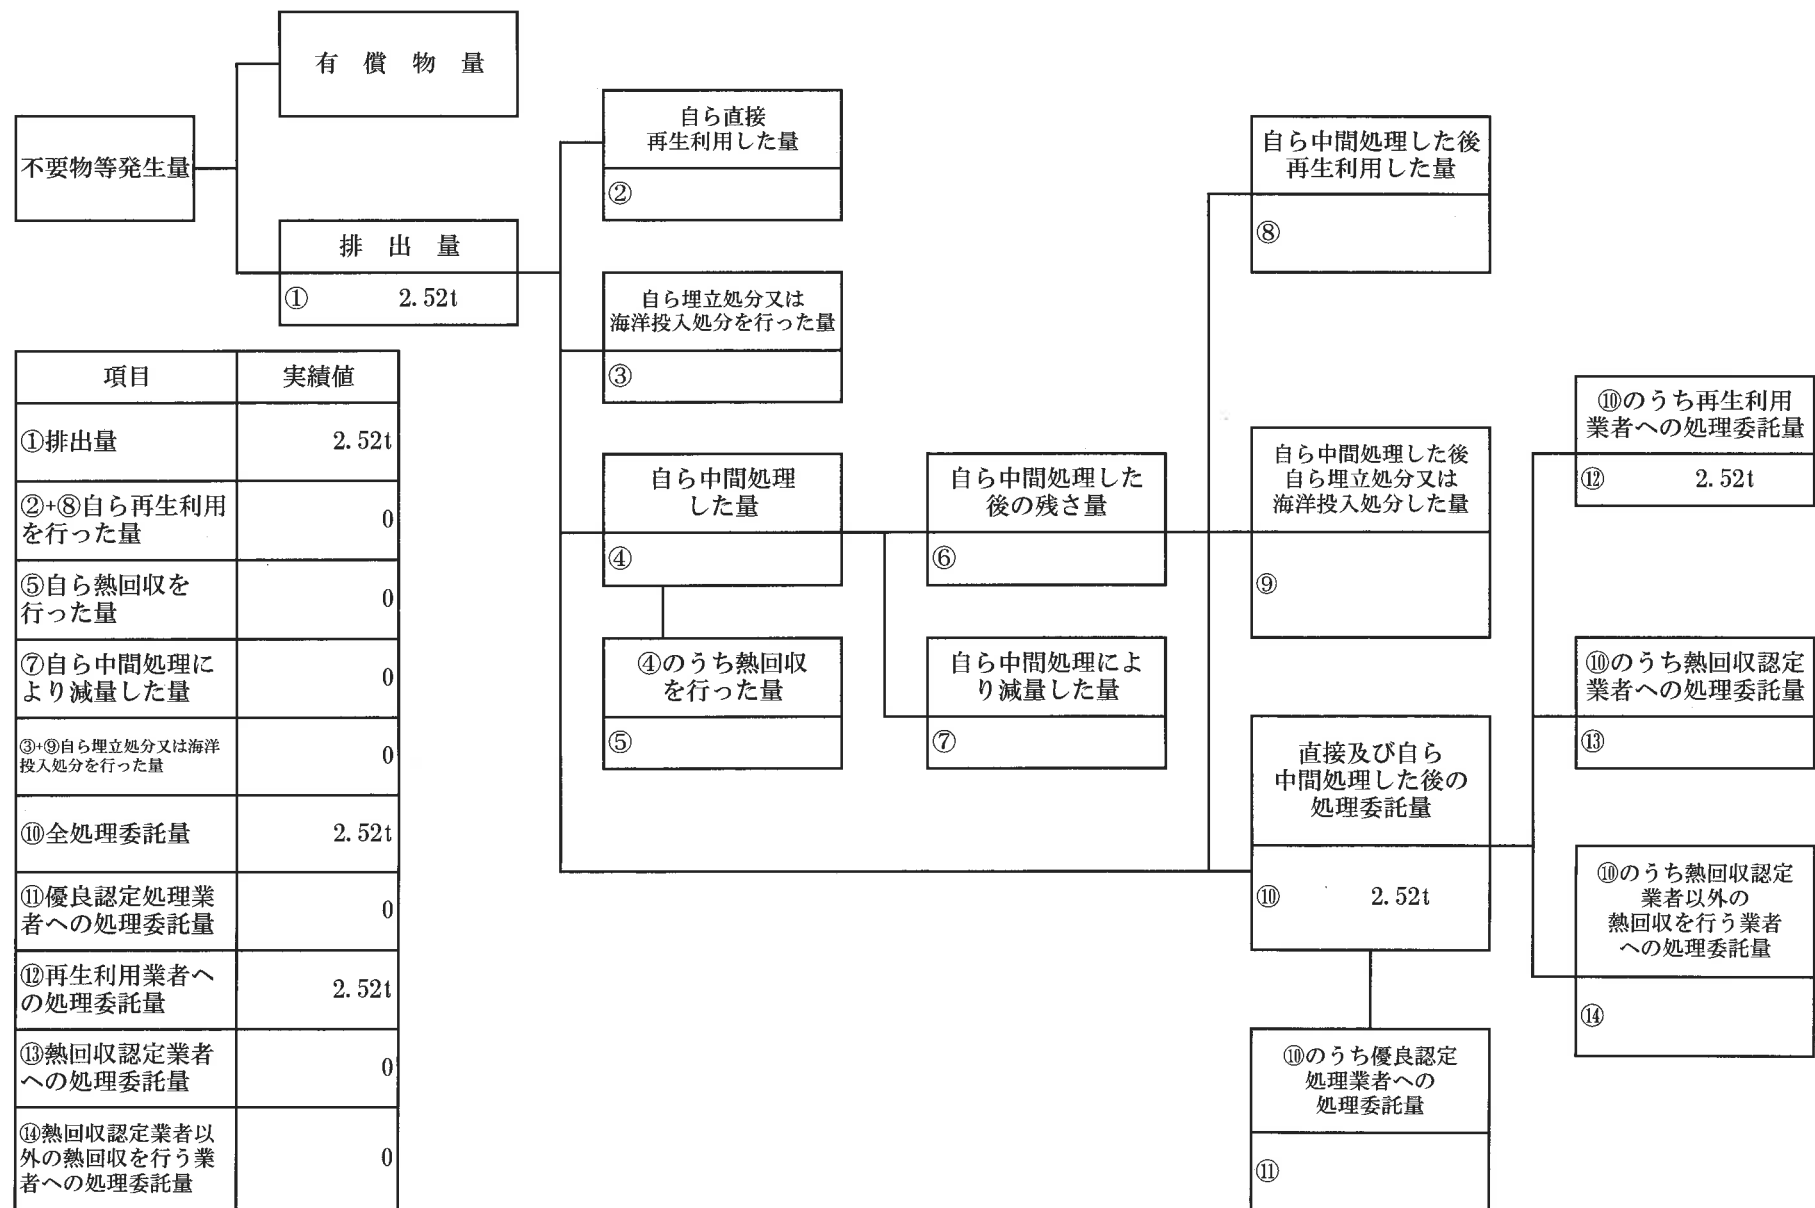 有償物量
不要物等発生量
排出量
① 2.52t
自ら直接
再生利用した量
②
自ら埋立処分又は
海洋投入処分を行った量
③
自ら中間処理
した量
④
④のうち熱回収
を行った量
⑤
自ら中間処理した
後の残さ量
⑥
自ら中間処理によ
り減量した量
⑦
自ら中間処理した後
再生利用した量
⑧
自ら中間処理した後
自ら埋立処分又は
海洋投入処分した量
⑨
直接及び自ら
中間処理した後の
処理委託量
⑩ 2.52t
⑩のうち優良認定
処理業者への
処理委託量
⑪
⑩のうち再生利用
業者への処理委託量
⑫ 2.52t
⑩のうち熱回収認定
業者への処理委託量
⑬
⑩のうち熱回収認定
業者以外の
熱回収を行う業者
への処理委託量
⑭
項目 実績値
①排出量 2.52t
②+⑧自ら再生利用
を行った量 0
⑤自ら熱回収を
行った量 0
⑦自ら中間処理に
より減量した量 0
③+⑨自ら埋立処分又は海洋
投入処分を行った量 0
⑩全処理委託量 2.52t
⑪優良認定処理業
者への処理委託量 0
⑫再生利用業者へ
の処理委託量 2.52t
⑬熱回収認定業者
への処理委託量 0
⑭熱回収認定業者以
外の熱回収を行う業
者への処理委託量 0